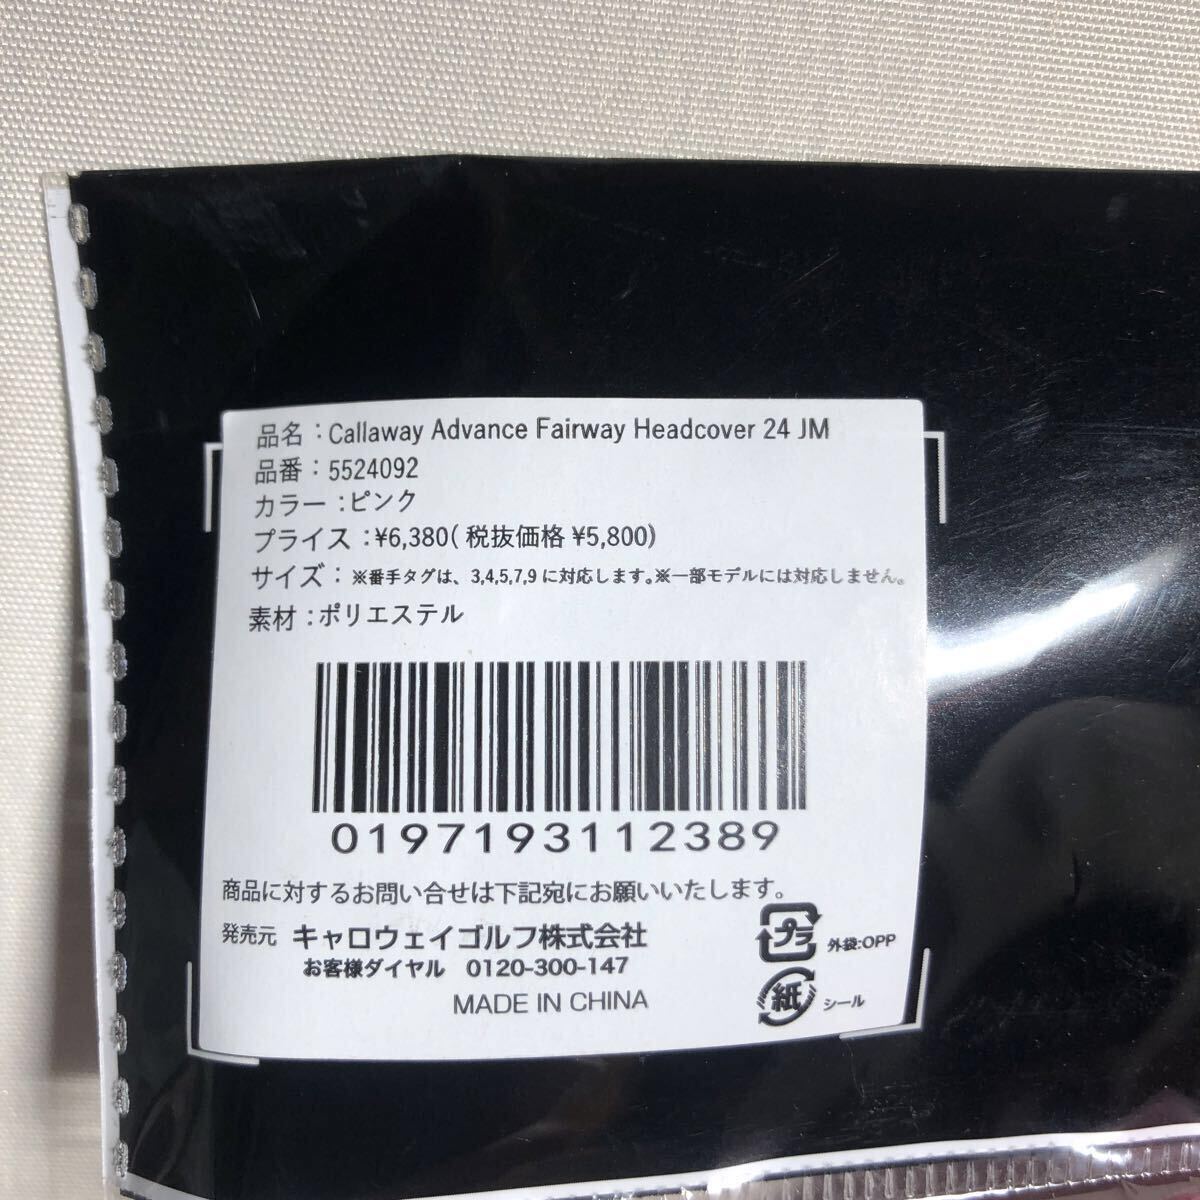 品名：Callaway Advance Fairway Headcover 24 JM
品番：5524092
カラー：ピンク
プライス：¥6,380( 税抜価格 ¥5,800)
サイズ：※番手タグは、3,4,5,7,9 に対応します。※一部モデルには対応しません。
素材：ポリエステル
0197193112389
商品に対するお問い合せは下記宛にお願いいたします。
発売元 キャロウェイゴルフ株式会社
お客様ダイヤル 0120-300-147
MADE IN CHINA
プラ 外袋:OPP
紙 シール